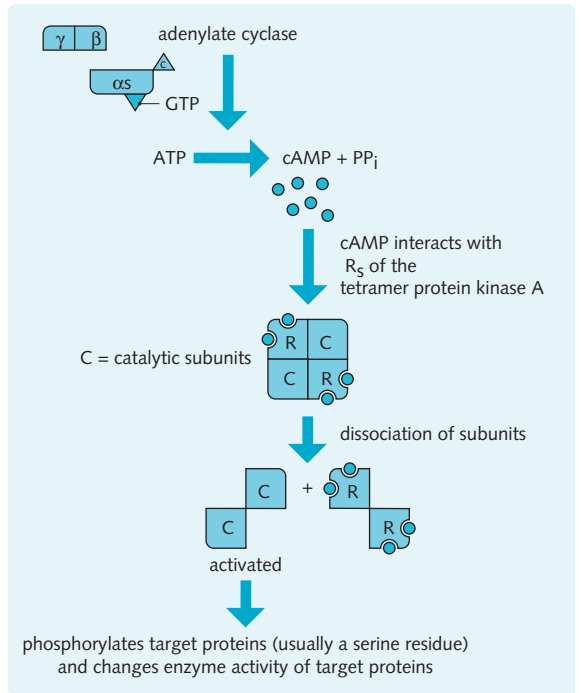 γ β
adenylate cyclase
c
αs
GTP
ATP
cAMP + PPi
cAMP interacts with
RS of the
tetramer protein kinase A
R C
C = catalytic subunits
C R
dissociation of subunits
C + R
C R
activated
phosphorylates target proteins (usually a serine residue)
and changes enzyme activity of target proteins